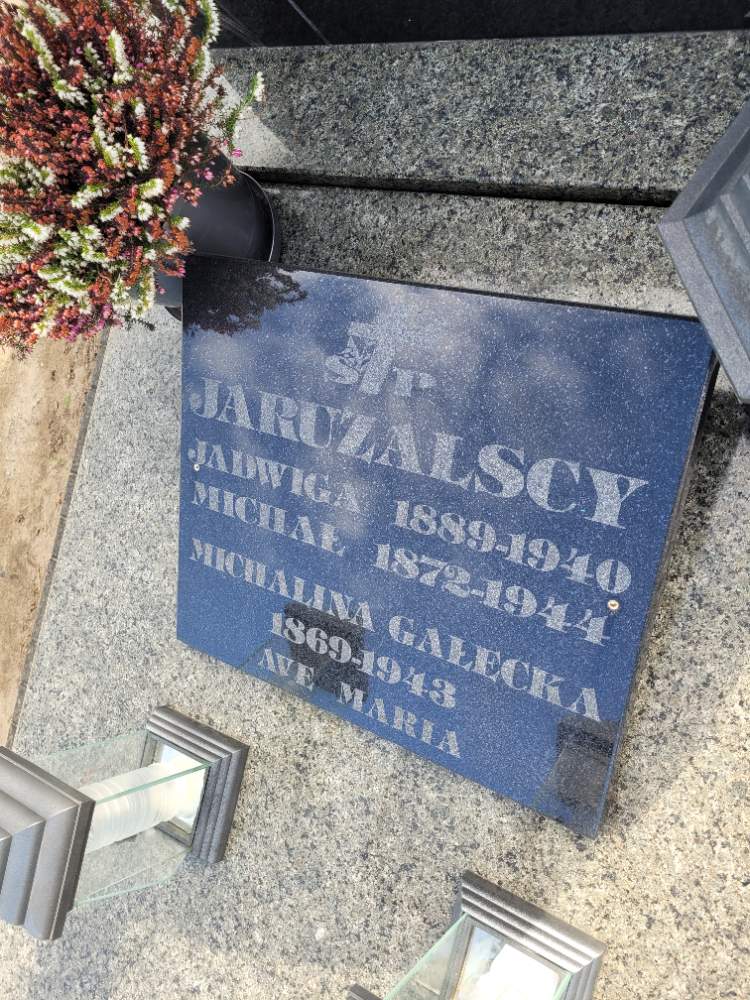 Ś P
JARUZALSCY
JADWIGA 1889-1940
MICHAŁ 1872-1944
MICHALINA GAŁECKA
1869-1943
AVE MARIA